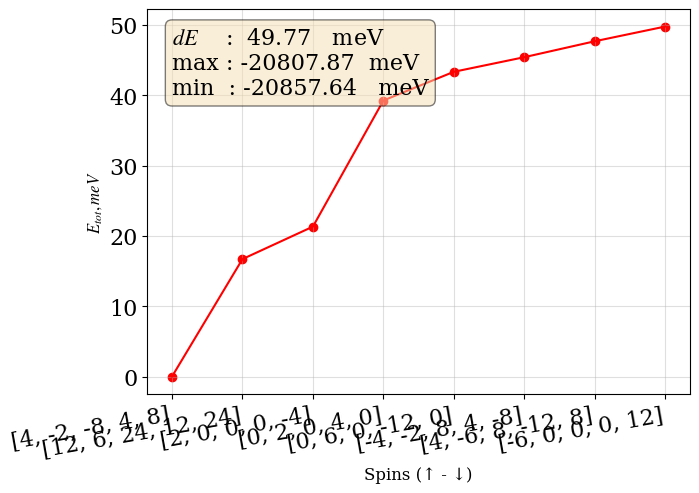 50
40
30
20
10
0
E_tot, meV
dE : 49.77 meV
max : -20807.87 meV
min : -20857.64 meV
[4, -2, -8, 4, 8]
[12, 6, 24, 12, 24]
[2, 0, 0, 0, -4]
[0, 2, 0, 4, 0]
[0, 6, 0, -12, 0]
[-4, -2, 8, 4, -8]
[4, -6, 8, -12, 8]
[-6, 0, 0, 0, 12]
Spins (↑ - ↓)